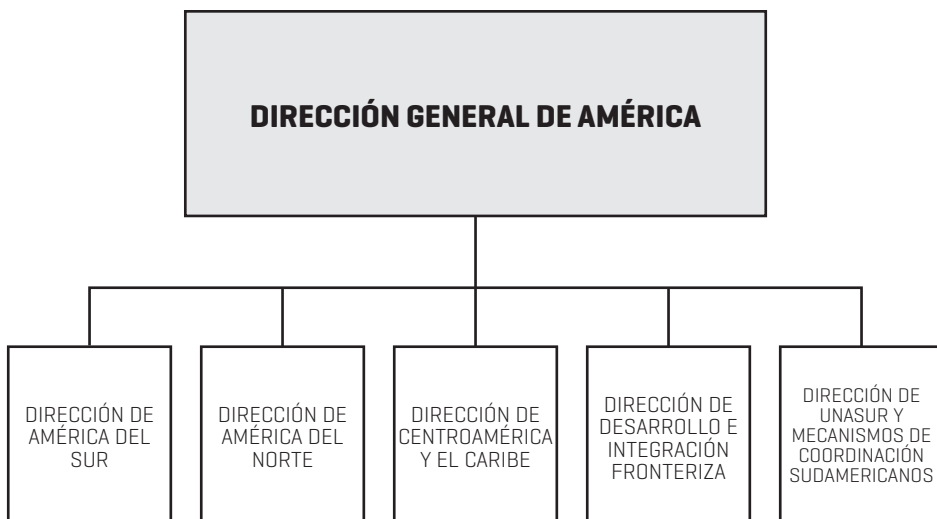 DIRECCIÓN GENERAL DE AMÉRICA
DIRECCIÓN DE
AMÉRICA DEL
SUR
DIRECCIÓN DE
AMÉRICA DEL
NORTE
DIRECCIÓN DE
CENTROAMÉRICA
Y EL CARIBE
DIRECCIÓN DE
DESARROLLO E
INTEGRACIÓN
FRONTERIZA
DIRECCIÓN DE
UNASUR Y
MECANISMOS DE
COORDINACIÓN
SUDAMERICANOS